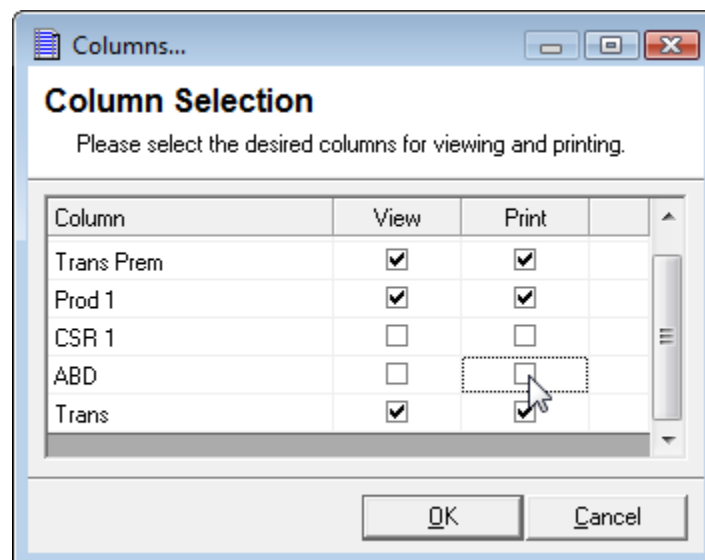 Columns...
Column Selection
Please select the desired columns for viewing and printing.
Column View Print
Trans Prem
Prod 1
CSR 1
ABD
Trans
OK Cancel